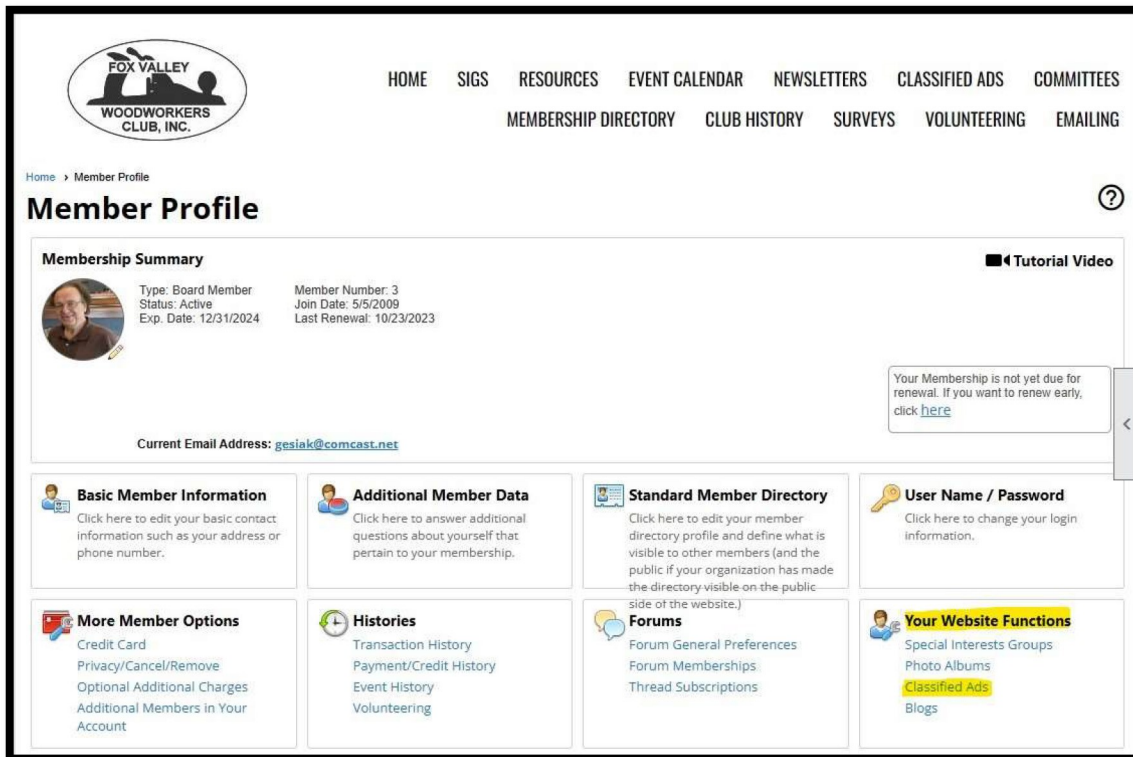 FOX VALLEY
WOODWORKERS
CLUB, INC.
HOME SIGS RESOURCES EVENT CALENDAR NEWSLETTERS CLASSIFIED ADS COMMITTEES
MEMBERSHIP DIRECTORY CLUB HISTORY SURVEYS VOLUNTEERING EMAILING
Home › Member Profile
Member Profile
?
Membership Summary
Tutorial Video
Type: Board Member
Status: Active
Exp. Date: 12/31/2024
Member Number: 3
Join Date: 5/5/2009
Last Renewal: 10/23/2023
Your Membership is not yet due for
renewal. If you want to renew early,
click here
Current Email Address: gesiak@comcast.net
Basic Member Information
Click here to edit your basic contact
information such as your address or
phone number.
Additional Member Data
Click here to answer additional
questions about yourself that
pertain to your membership.
Standard Member Directory
Click here to edit your member
directory profile and define what is
visible to other members (and the
public if your organization has made
the directory visible on the public
side of the website.)
User Name / Password
Click here to change your login
information.
More Member Options
Credit Card
Privacy/Cancel/Remove
Optional Additional Charges
Additional Members in Your
Account
Histories
Transaction History
Payment/Credit History
Event History
Volunteering
Forums
Forum General Preferences
Forum Memberships
Thread Subscriptions
Your Website Functions
Special Interests Groups
Photo Albums
Classified Ads
Blogs